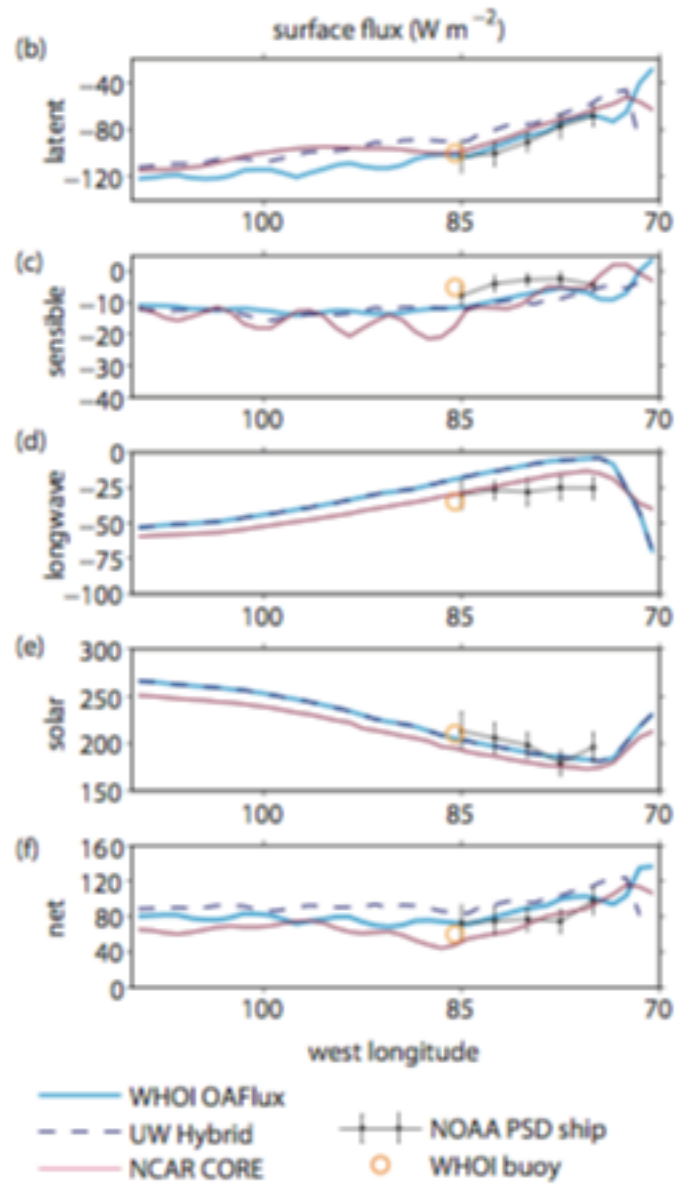 surface flux (W m −2)
(b)
latent
−40
−80
−120
100 85 70
(c)
sensible
0
−10
−20
−30
−40
100 85 70
(d)
longwave
0
−25
−50
−75
−100
100 85 70
(e)
solar
300
250
200
150
100 85 70
(f)
net
160
120
80
40
0
100 85 70
west longitude
WHOI OAFlux
UW Hybrid
NCAR CORE
NOAA PSD ship
WHOI buoy